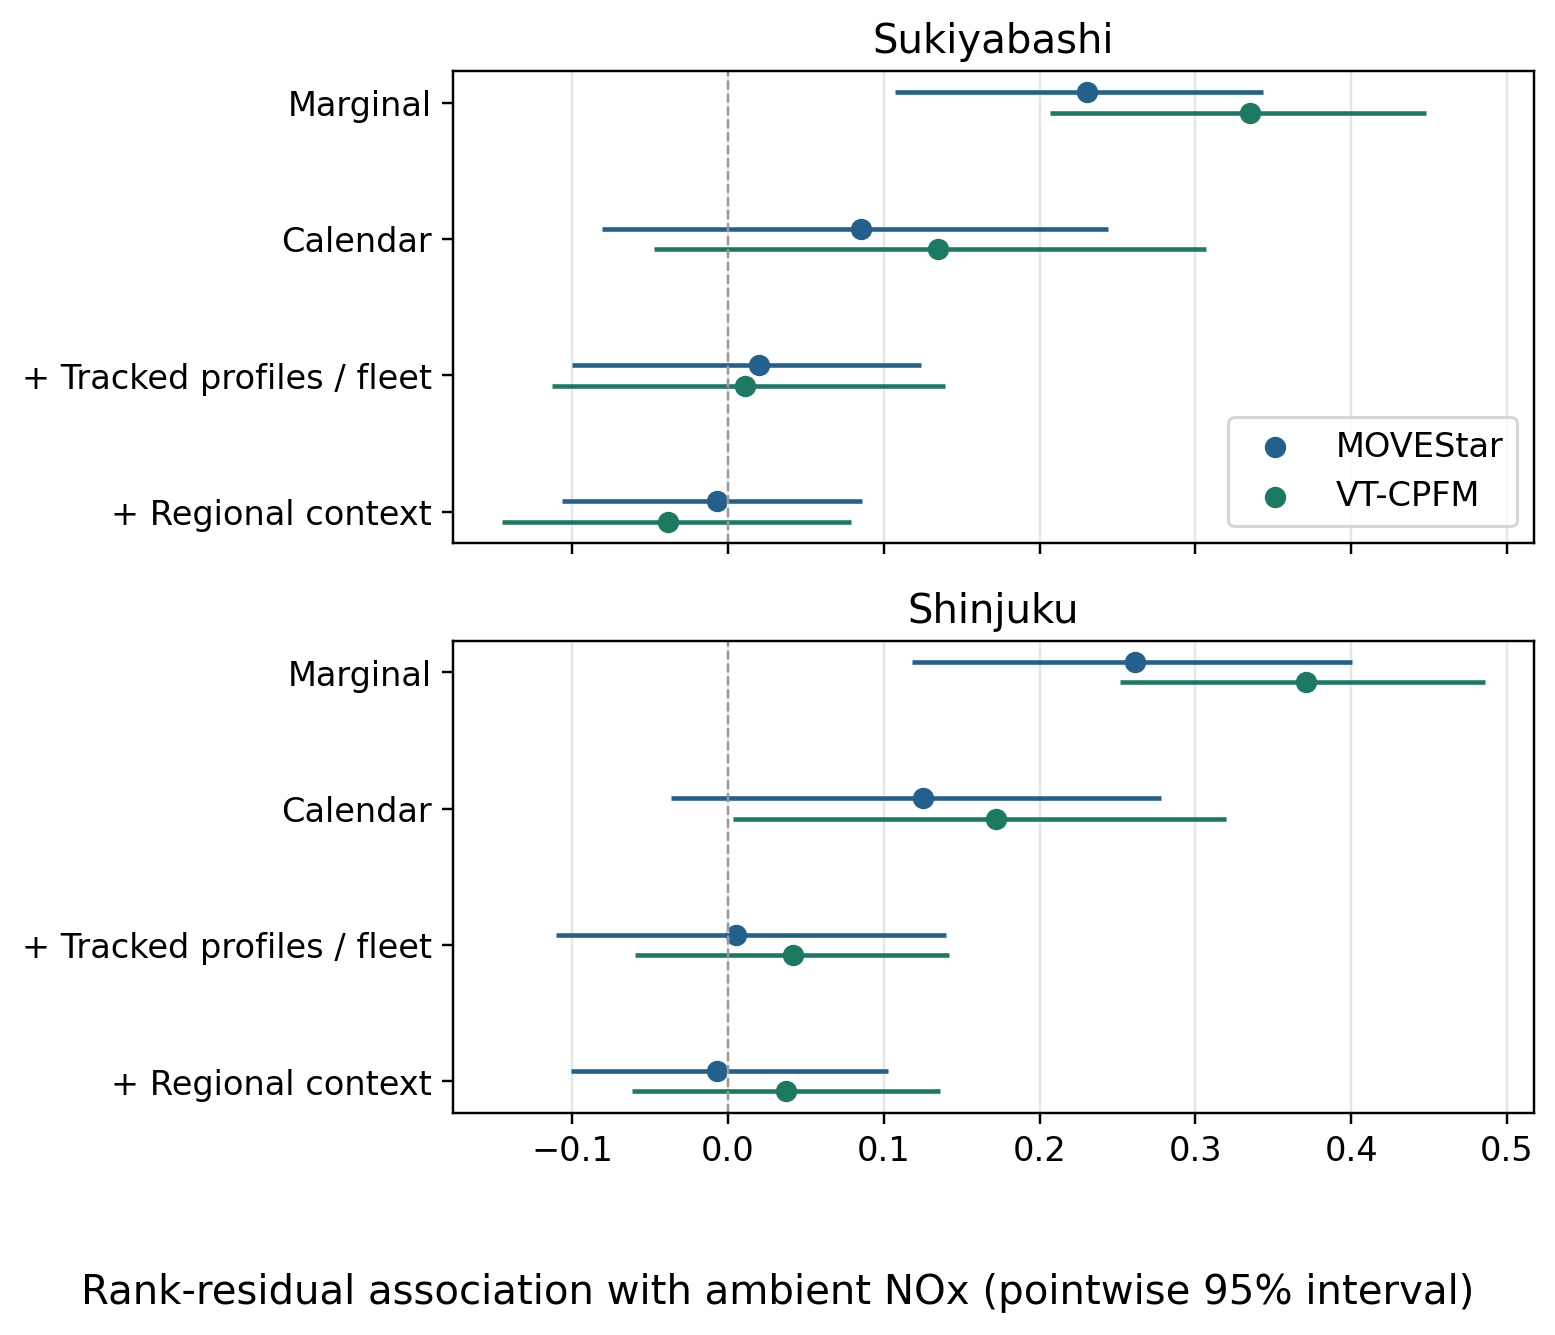 Sukiyabashi
Marginal
Calendar
+ Tracked profiles / fleet
+ Regional context
MOVEStar
VT-CPFM
Shinjuku
Marginal
Calendar
+ Tracked profiles / fleet
+ Regional context
−0.1 0.0 0.1 0.2 0.3 0.4 0.5
Rank-residual association with ambient NOx (pointwise 95% interval)